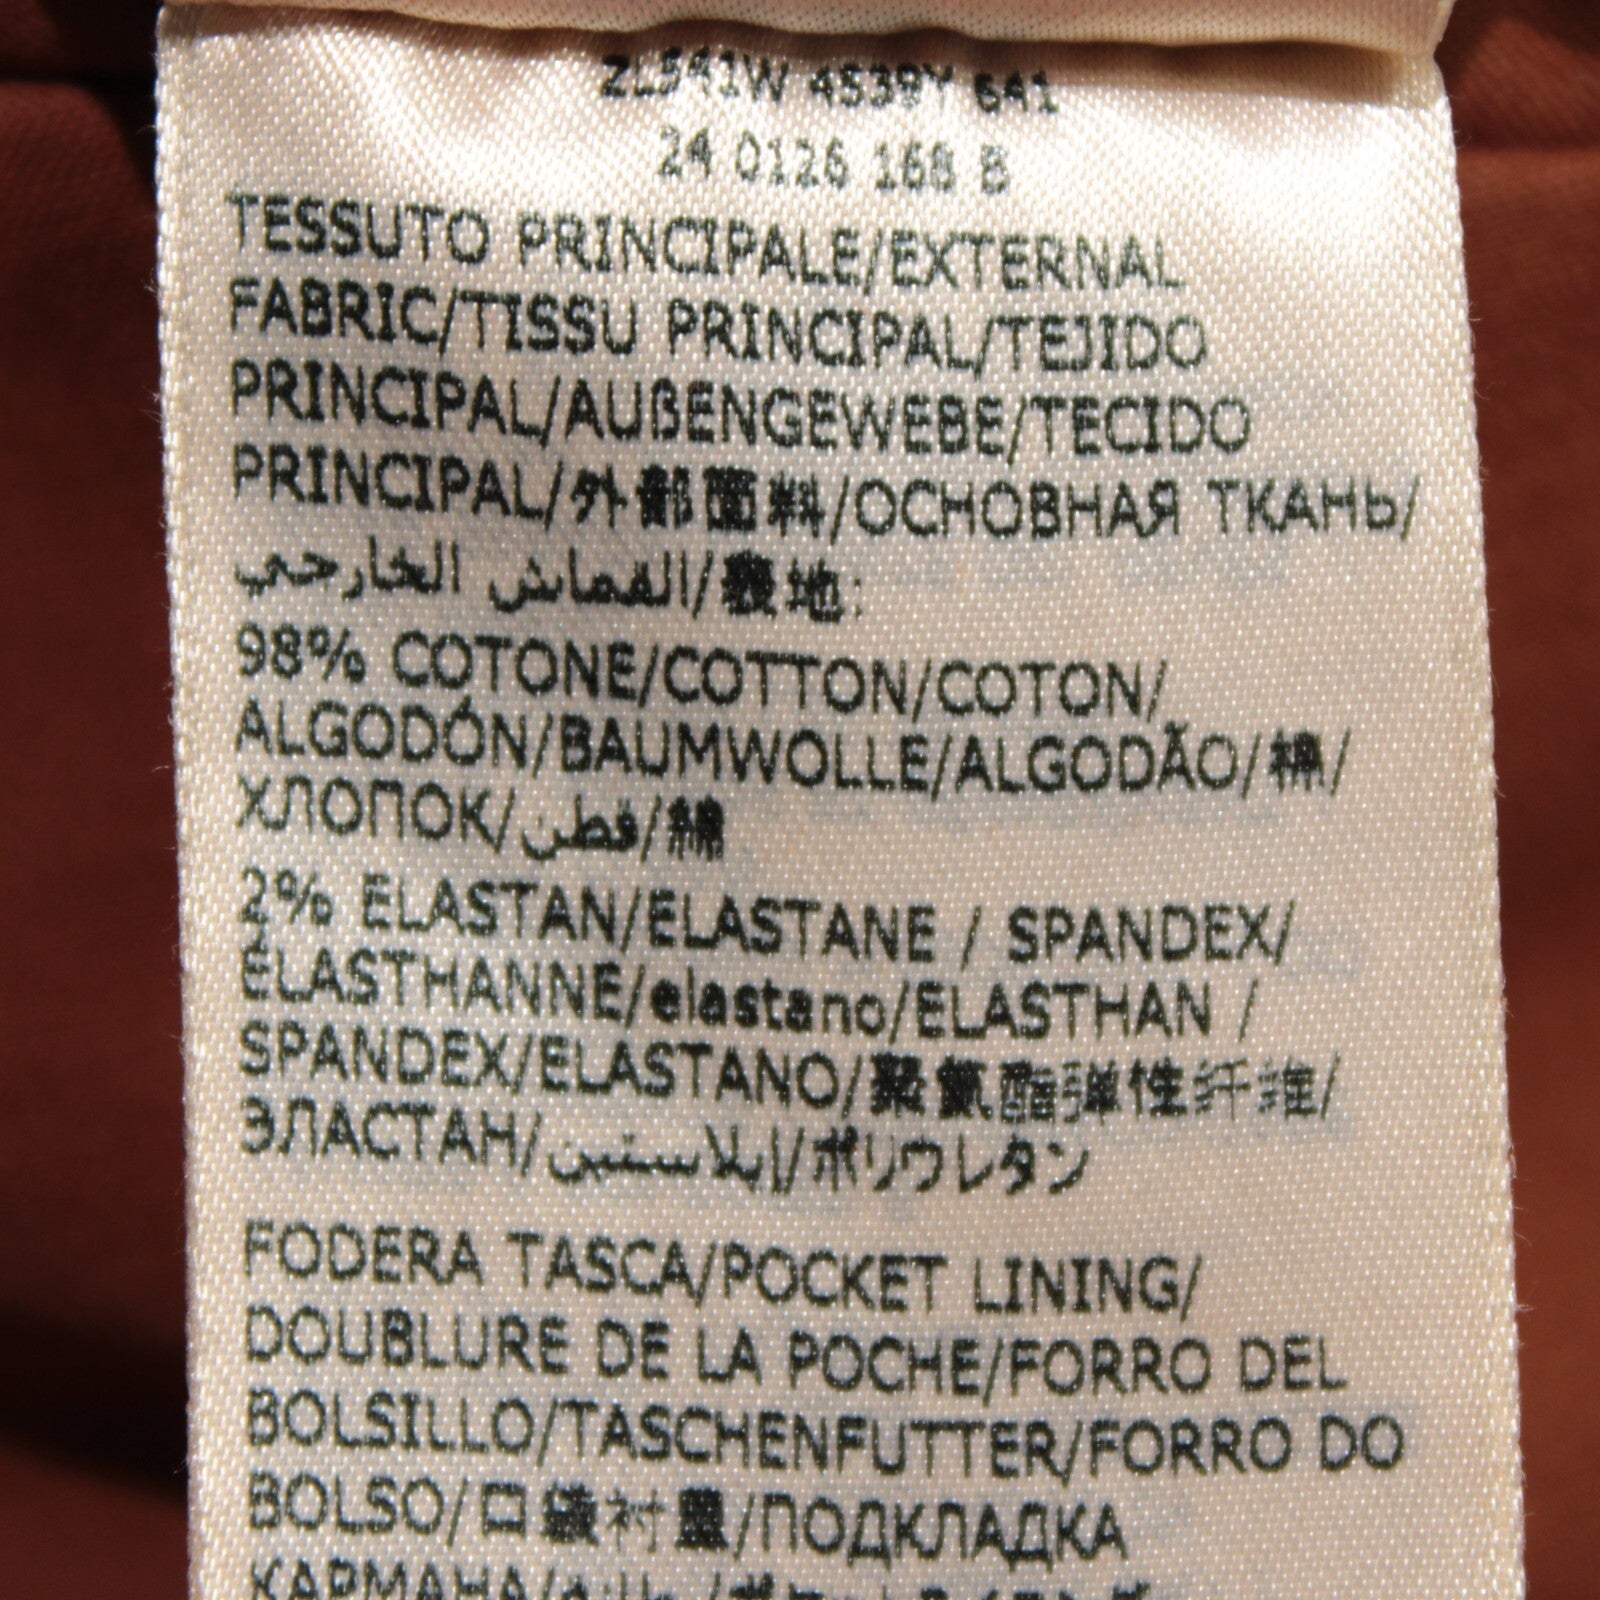 ZL541W 4S39Y 641
24 0126 168 B
TESSUTO PRINCIPALE/EXTERNAL
FABRIC/TISSU PRINCIPAL/TEJIDO
PRINCIPAL/AUßENGEWEBE/TECIDO
PRINCIPAL/外部面料/ОСНОВНАЯ ТКАНЬ/
القماش الخارجي/表地:
98% COTONE/COTTON/COTON/
ALGODÓN/BAUMWOLLE/ALGODÃO/棉/
ХЛОПОК/قطن/綿
2% ELASTAN/ELASTANE / SPANDEX/
ÉLASTHANNE/elastano/ELASTHAN /
SPANDEX/ELASTANO/聚氨酯弹性纤维/
ЭЛАСТАН/إيلاستين/ポリウレタン
FODERA TASCA/POCKET LINING/
DOUBLURE DE LA POCHE/FORRO DEL
BOLSILLO/TASCHENFUTTER/FORRO DO
BOLSO/口袋衬里/ПОДКЛАДКА
КАРМАНА/